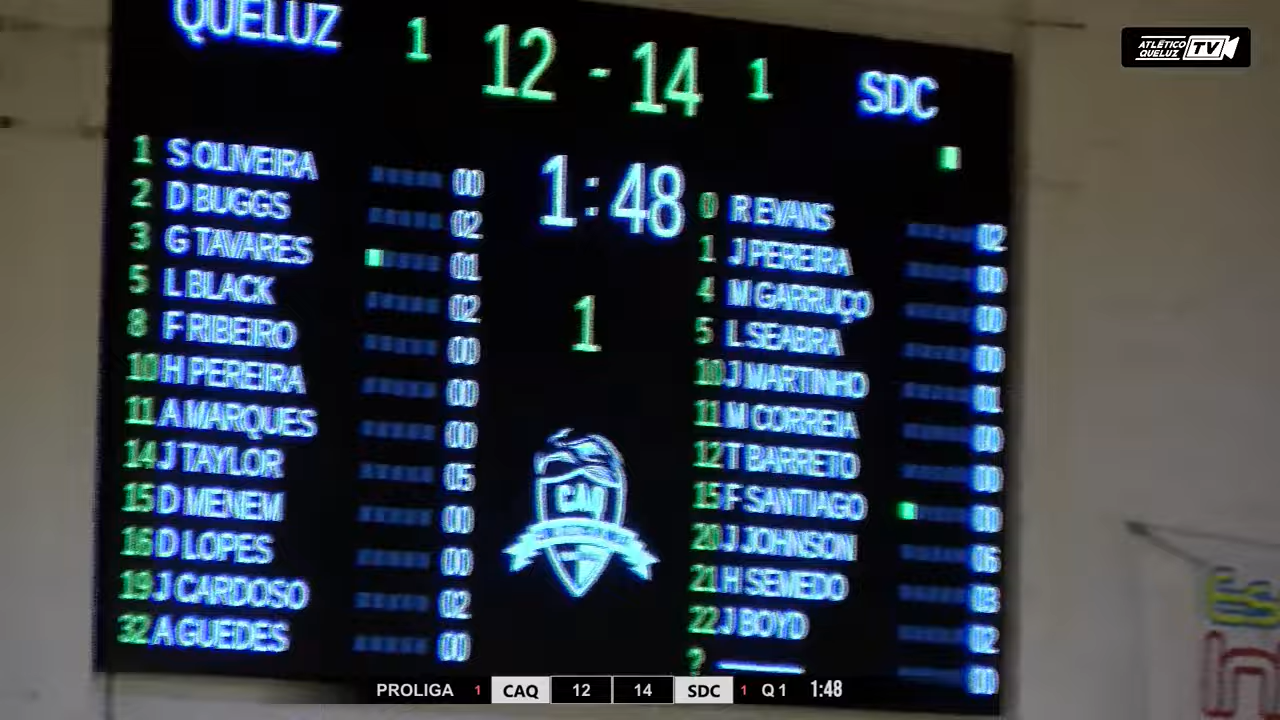 QUELUZ 1 12 - 14 1 SDC
ATLÉTICO QUELUZ TV
1:48
1
1 S OLIVEIRA 00
2 D BUGGS 02
3 G TAVARES 01
5 L BLACK 02
8 F RIBEIRO 00
10 H PEREIRA 00
11 A MARQUES 00
14 J TAYLOR 05
15 D MENEM 00
16 D LOPES 00
19 J CARDOSO 02
32 A GUEDES 00
0 R EVANS 02
1 J PEREIRA 00
4 M GARRUÇO 00
5 L SEABRA 00
10 J MARTINHO 01
11 M CORREIA 00
12 T BARRETO 00
15 F SANTIAGO 00
20 J JOHNSON 06
21 H SEMEDO 03
22 J BOYD 02
? 00
PROLIGA 1 CAQ 12 14 SDC 1 Q 1 1:48